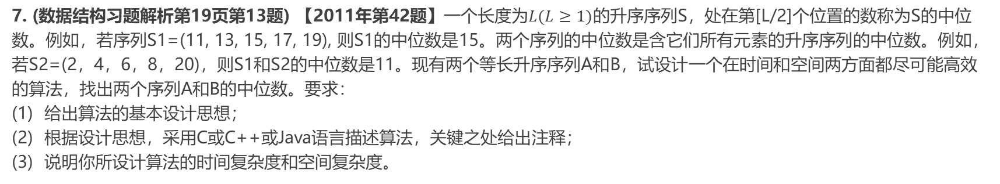 7. (数据结构习题解析第19页第13题) 【2011年第42题】一个长度为L(L ≥ 1)的升序序列S，处在第[L/2]个位置的数称为S的中位
数。例如，若序列S1=(11, 13, 15, 17, 19), 则S1的中位数是15。两个序列的中位数是含它们所有元素的升序序列的中位数。例如，
若S2=(2，4，6，8，20)，则S1和S2的中位数是11。现有两个等长升序序列A和B，试设计一个在时间和空间两方面都尽可能高效
的算法，找出两个序列A和B的中位数。要求：
(1) 给出算法的基本设计思想；
(2) 根据设计思想，采用C或C++或Java语言描述算法，关键之处给出注释；
(3) 说明你所设计算法的时间复杂度和空间复杂度。